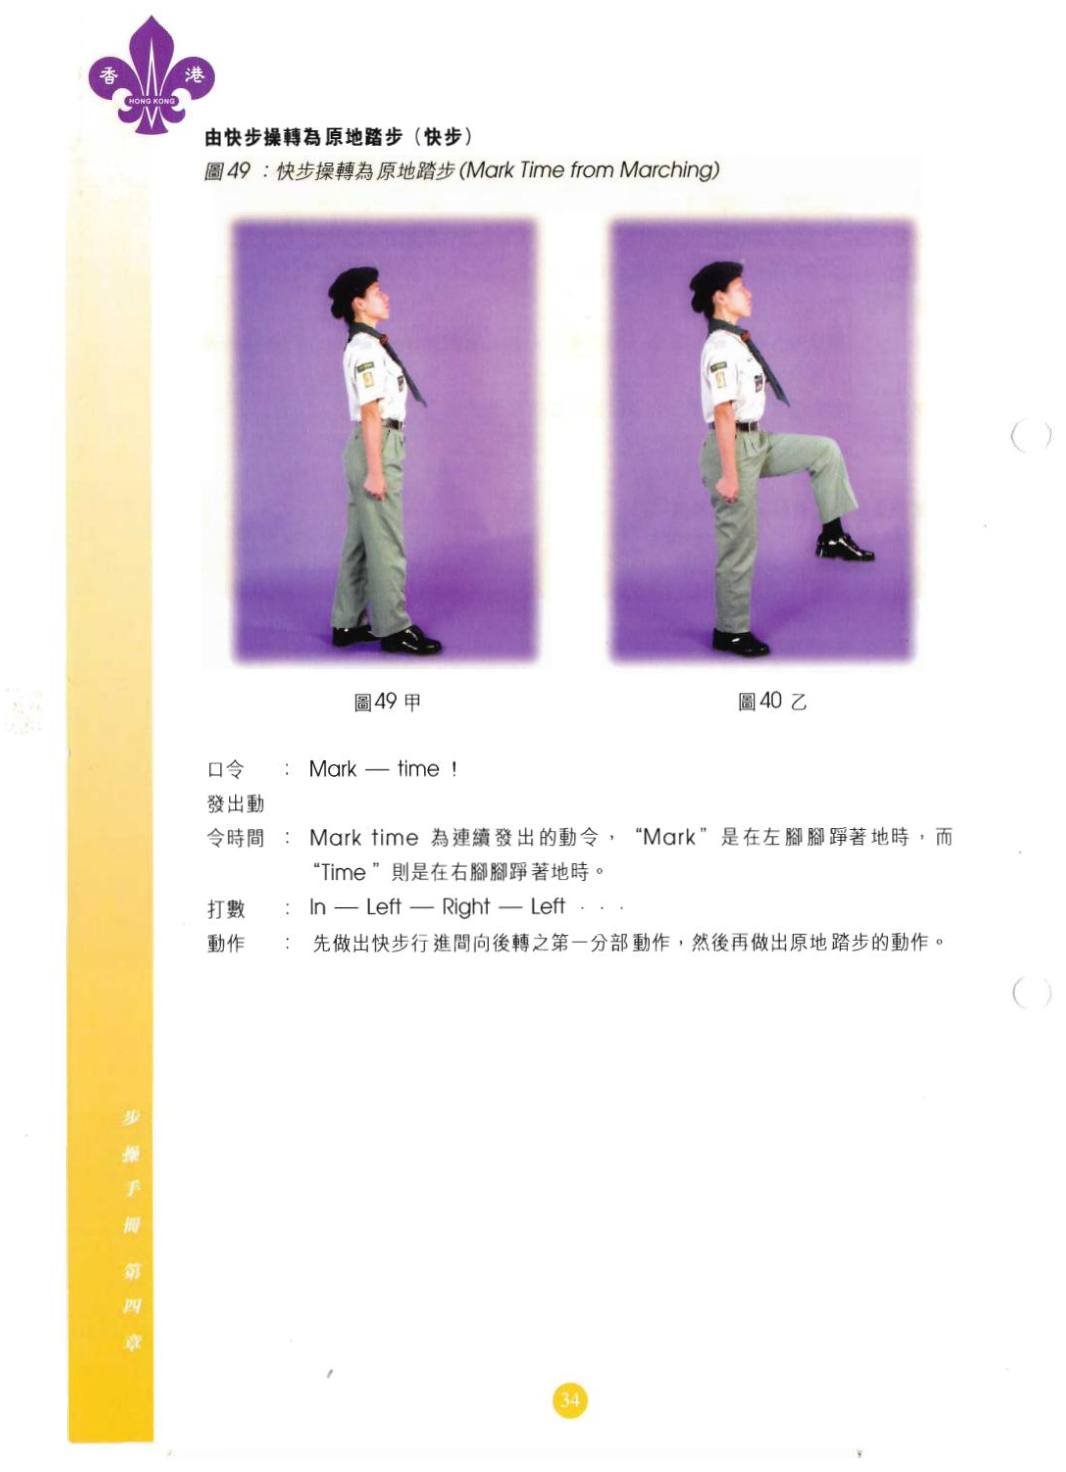 香 港
HONG KONG
由快步操轉為原地踏步（快步）
圖49 ：快步操轉為原地踏步(Mark Time from Marching)
圖49 甲
圖40 乙
口令 ： Mark — time !
發出動
令時間 ： Mark time 為連續發出的動令，“Mark” 是在左腳腳踭著地時，而
“Time ” 則是在右腳腳踭著地時。
打數 ： In — Left — Right — Left · · ·
動作 ： 先做出快步行進間向後轉之第一分部動作，然後再做出原地踏步的動作。
步操手冊 第四章
34